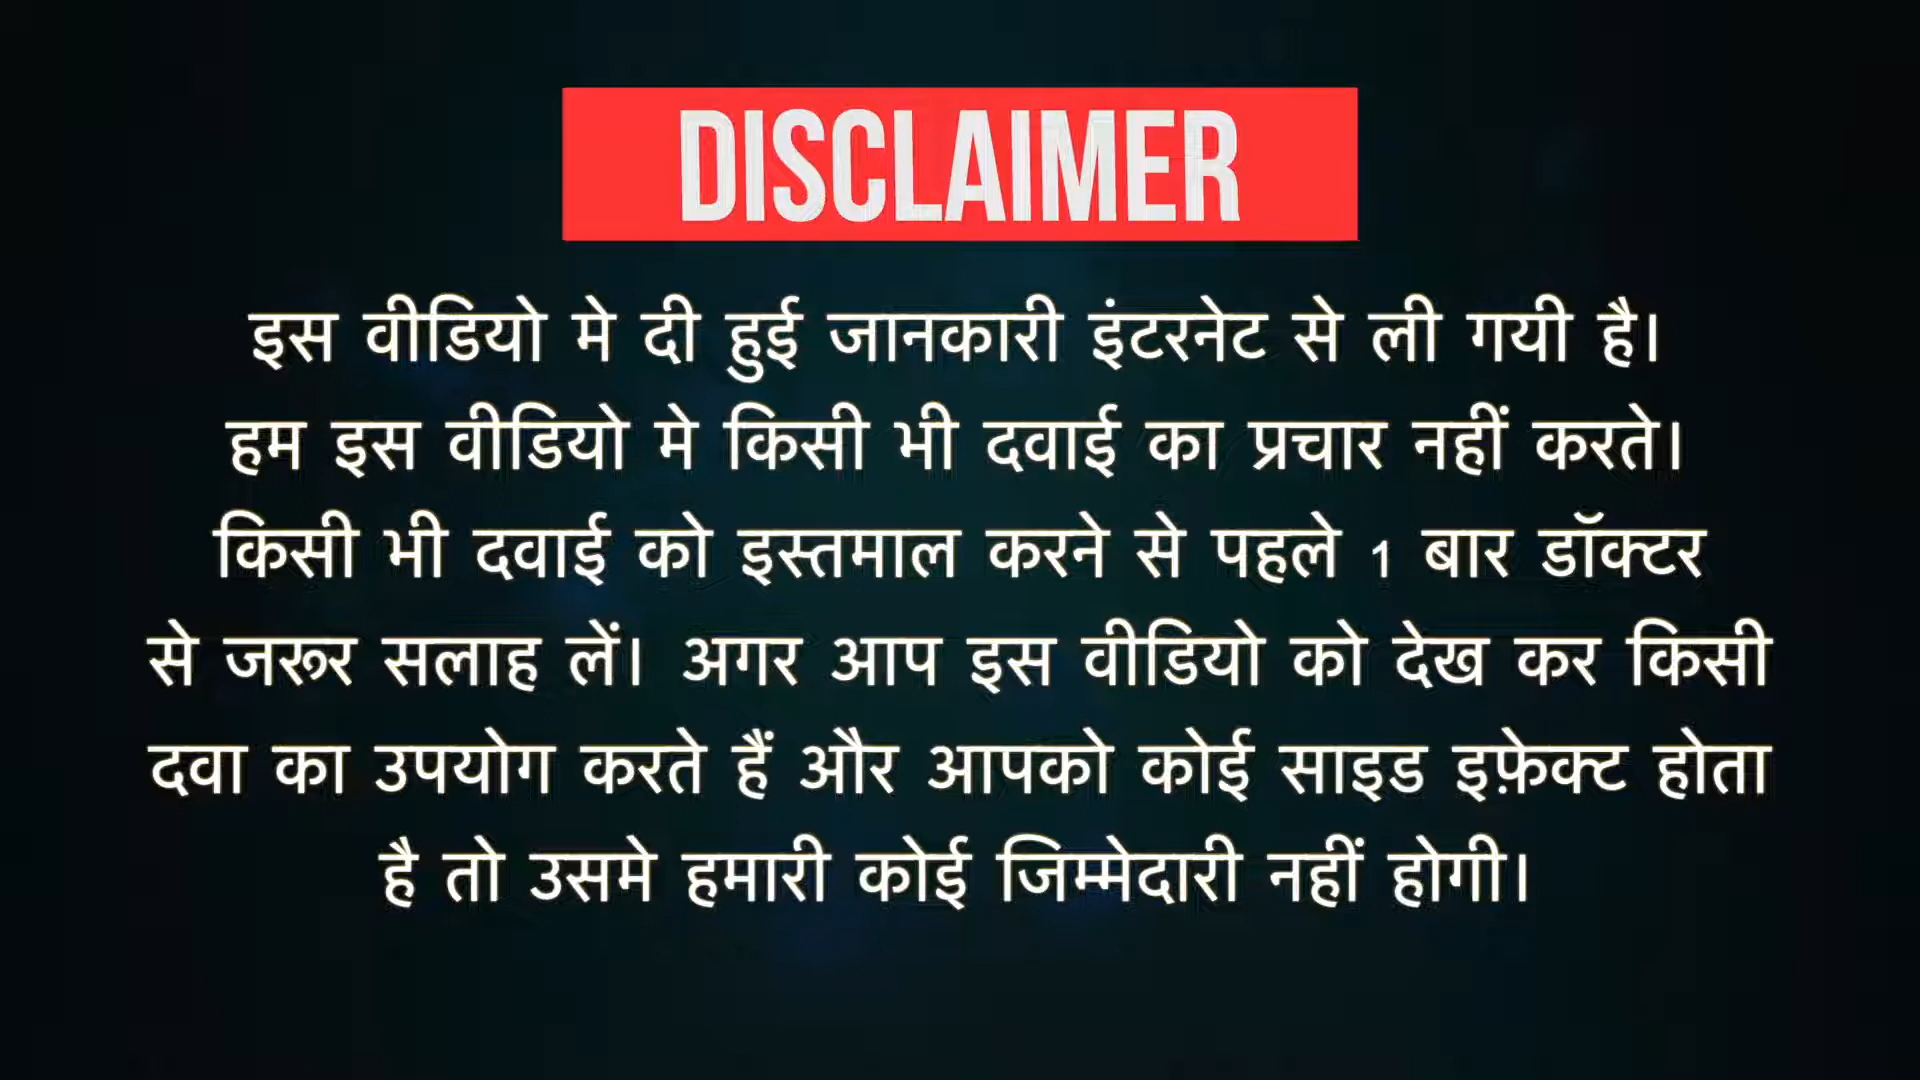 DISCLAIMER
इस वीडियो मे दी हुई जानकारी इंटरनेट से ली गयी है।
हम इस वीडियो मे किसी भी दवाई का प्रचार नहीं करते।
किसी भी दवाई को इस्तमाल करने से पहले 1 बार डॉक्टर
से जरूर सलाह लें। अगर आप इस वीडियो को देख कर किसी
दवा का उपयोग करते हैं और आपको कोई साइड इफ़ेक्ट होता
है तो उसमे हमारी कोई जिम्मेदारी नहीं होगी।